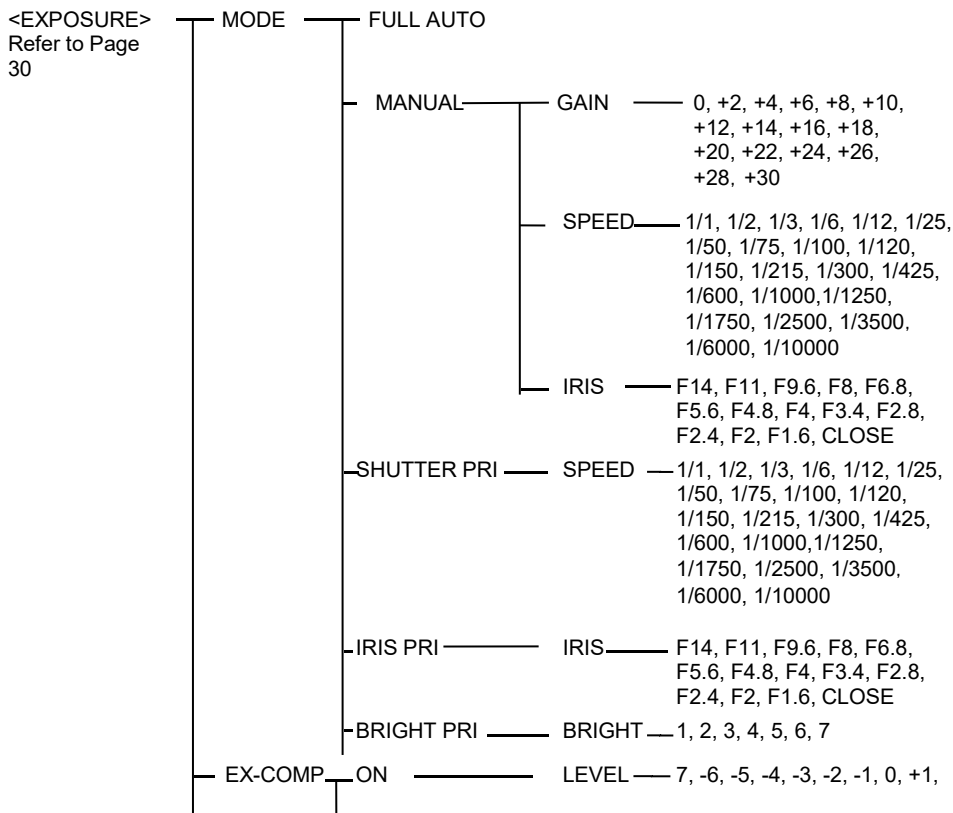 <EXPOSURE> MODE FULL AUTO
Refer to Page
30
MANUAL GAIN 0, +2, +4, +6, +8, +10,
+12, +14, +16, +18,
+20, +22, +24, +26,
+28, +30
SPEED 1/1, 1/2, 1/3, 1/6, 1/12, 1/25,
1/50, 1/75, 1/100, 1/120,
1/150, 1/215, 1/300, 1/425,
1/600, 1/1000,1/1250,
1/1750, 1/2500, 1/3500,
1/6000, 1/10000
IRIS F14, F11, F9.6, F8, F6.8,
F5.6, F4.8, F4, F3.4, F2.8,
F2.4, F2, F1.6, CLOSE
SHUTTER PRI SPEED 1/1, 1/2, 1/3, 1/6, 1/12, 1/25,
1/50, 1/75, 1/100, 1/120,
1/150, 1/215, 1/300, 1/425,
1/600, 1/1000,1/1250,
1/1750, 1/2500, 1/3500,
1/6000, 1/10000
IRIS PRI IRIS F14, F11, F9.6, F8, F6.8,
F5.6, F4.8, F4, F3.4, F2.8,
F2.4, F2, F1.6, CLOSE
BRIGHT PRI BRIGHT 1, 2, 3, 4, 5, 6, 7
EX-COMP ON LEVEL 7, -6, -5, -4, -3, -2, -1, 0, +1,